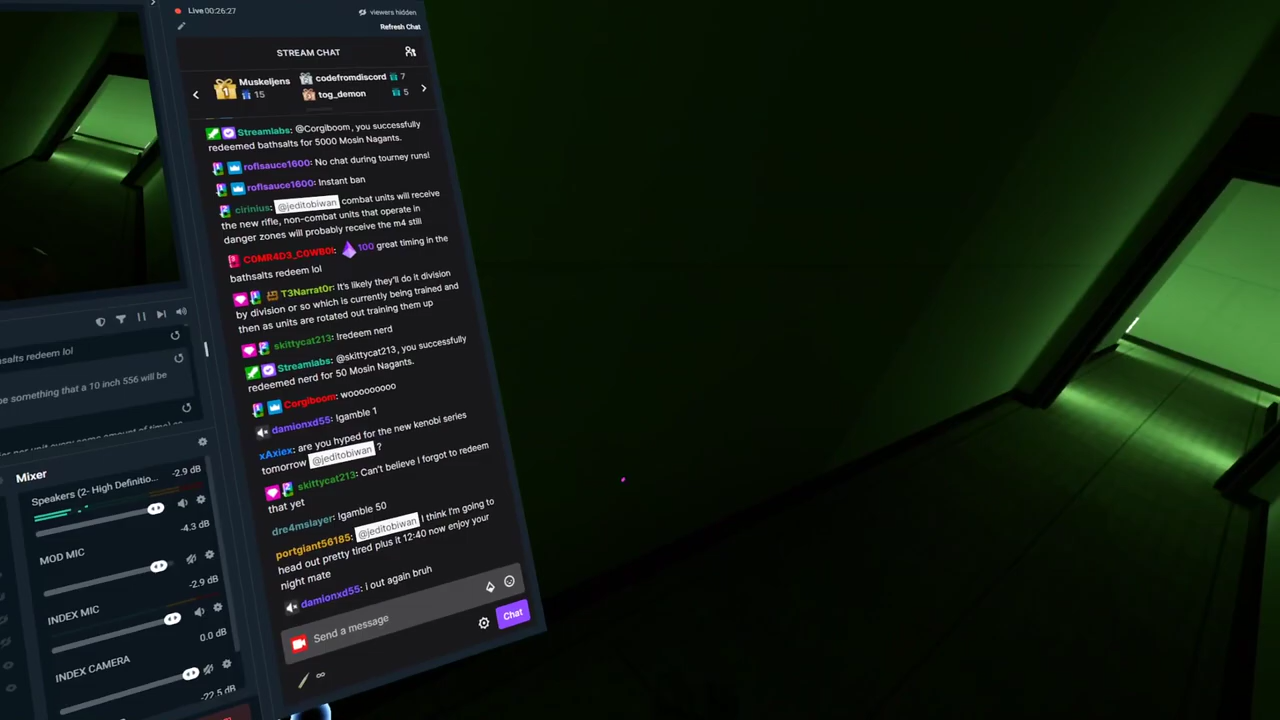 Live 00:26:27
viewers hidden
Refresh Chat
STREAM CHAT
Muskeljens
15
codefromdiscord 7
tog_demon 5
Streamlabs: @Corgiboom, you successfully
redeemed bathsalts for 5000 Mosin Nagants.
roflsauce1600: No chat during tourney runs!
roflsauce1600: Instant ban
cirinius: @jeditobiwan combat units will receive
the new rifle, non-combat units that operate in
danger zones will probably receive the m4 still
C0MR4D3_C0WB0I: 100 great timing in the
bathsalts redeem lol
T3Narrat0r: It's likely they'll do it division
by division or so which is currently being trained and
then as units are rotated out training them up
skittycat213: !redeem nerd
Streamlabs: @skittycat213, you successfully
redeemed nerd for 50 Mosin Nagants.
Corgiboom: wooooooooo
damionxd55: !gamble 1
xAxiex: are you hyped for the new kenobi series
tomorrow @jeditobiwan ?
skittycat213: Can't believe I forgot to redeem
that yet
dre4mslayer: !gamble 50
portgiant56185: @jeditobiwan I think I'm going to
head out pretty tired plus it 12:40 now enjoy your
night mate
damionxd55: i out again bruh
Send a message
Chat
salts redeem lol
be something that a 10 inch 556 will be
Mixer
Speakers (2- High Definitio...
-2.9 dB
MOD MIC
-4.3 dB
INDEX MIC
-2.9 dB
INDEX CAMERA
0.0 dB
-22.5 dB